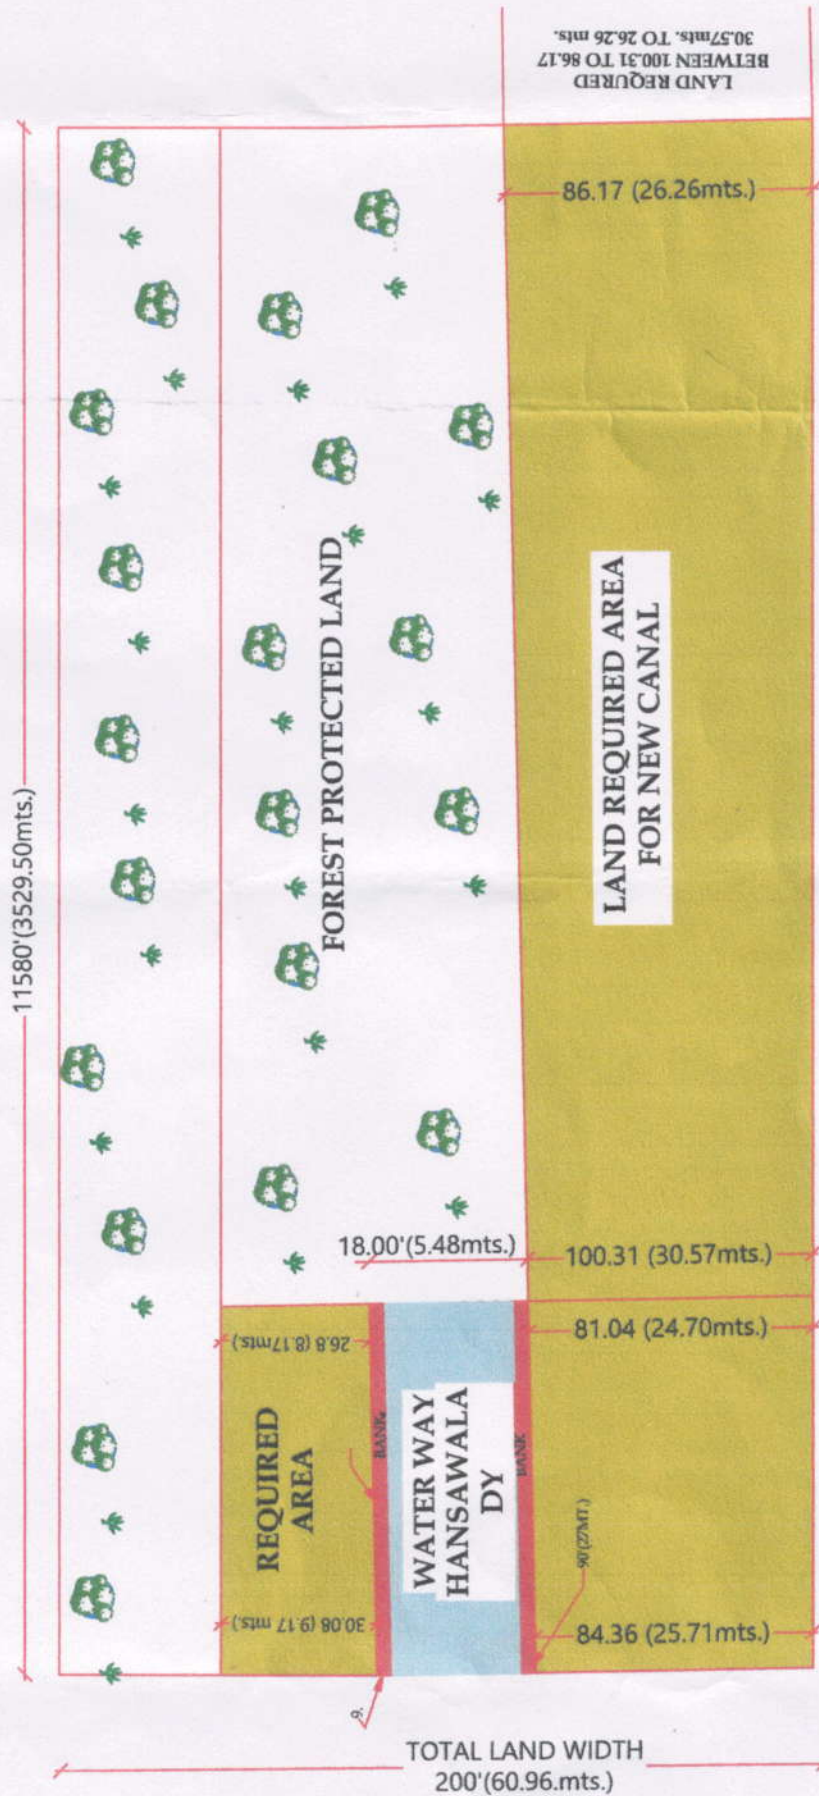 LAND REQURED
BETWEEN 100.31 TO 86.17
30.57mts. TO 26.26 mts.
86.17 (26.26mts.)
11580'(3529.50mts.)
FOREST PROTECTED LAND
LAND REQUIRED AREA
FOR NEW CANAL
18.00'(5.48mts.)
100.31 (30.57mts.)
26.8 (8.17mts.)
81.04 (24.70mts.)
REQUIRED
AREA
BANK
WATER WAY
HANSAWALA
DY
BANK
90'(27MT.)
30.08 (9.17 mts.
84.36 (25.71mts.)
TOTAL LAND WIDTH
200'(60.96.mts.)